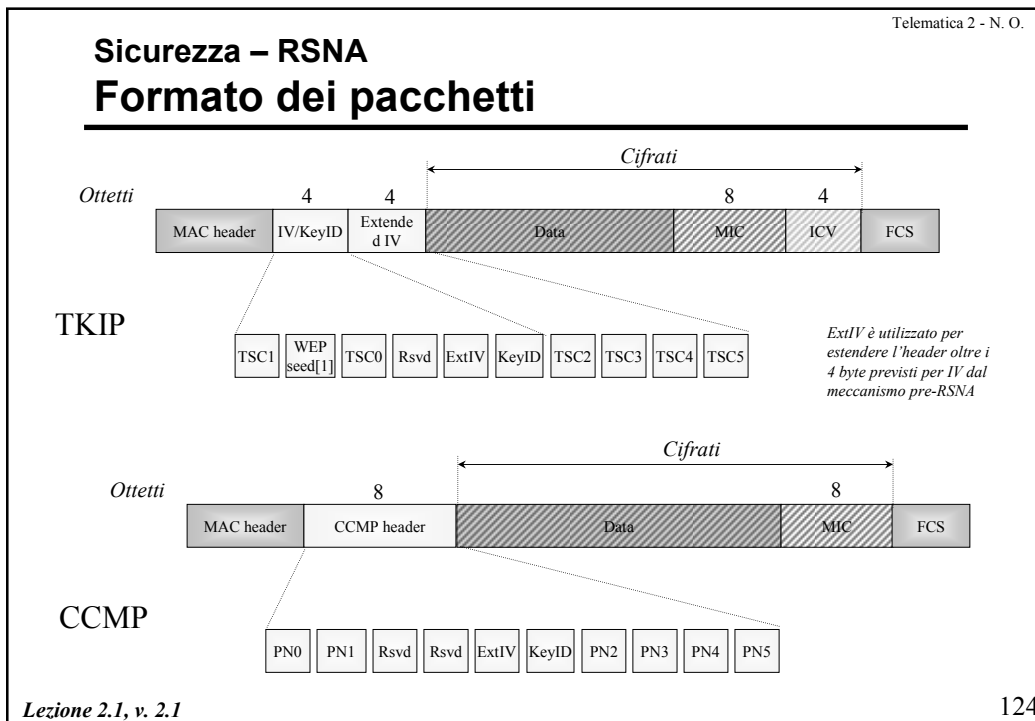 Telematica 2 - N. O.
Sicurezza – RSNA
Formato dei pacchetti
Cifrati
Ottetti 4 4 8 4
MAC header IV/KeyID Extende d IV Data MIC ICV FCS
TKIP
TSC1 WEP seed[1] TSC0 Rsvd ExtIV KeyID TSC2 TSC3 TSC4 TSC5
ExtIV è utilizzato per
estendere l'header oltre i
4 byte previsti per IV dal
meccanismo pre-RSNA
Cifrati
Ottetti 8 8
MAC header CCMP header Data MIC FCS
CCMP
PN0 PN1 Rsvd Rsvd ExtIV KeyID PN2 PN3 PN4 PN5
Lezione 2.1, v. 2.1
124